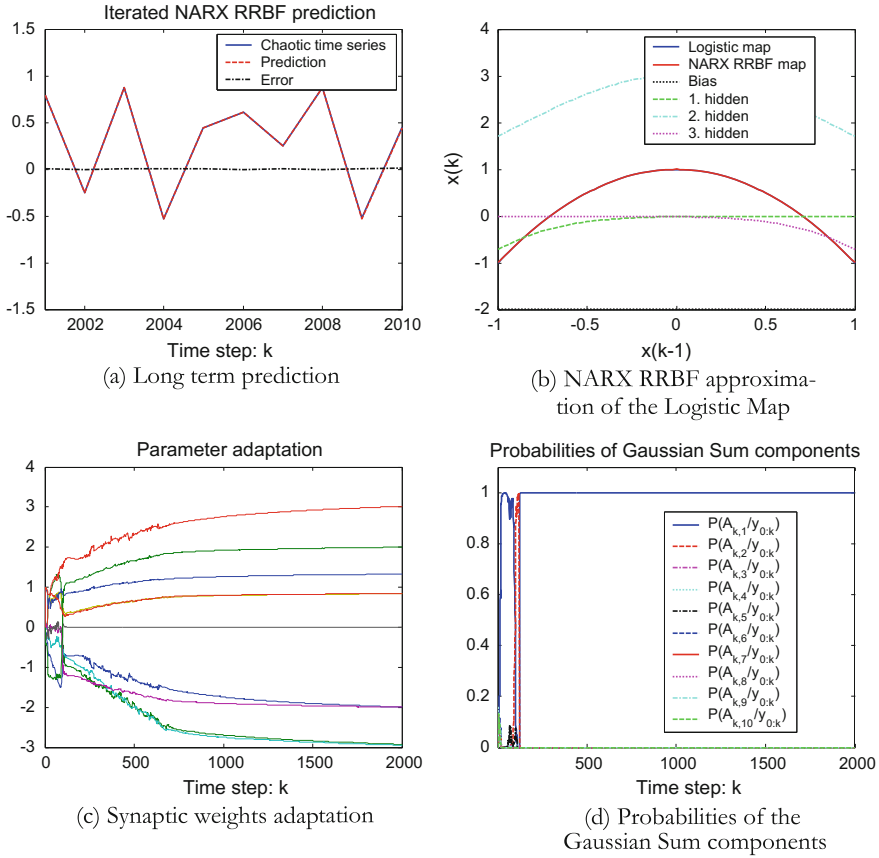 Iterated NARX RRBF prediction
Chaotic time series
Prediction
Error
1.5
1
0.5
0
-0.5
-1
-1.5
2002 2004 2006 2008 2010
Time step: k
(a) Long term prediction
Logistic map
NARX RRBF map
Bias
1. hidden
2. hidden
3. hidden
4
3
2
1
0
-1
-2
x(k)
-1 -0.5 0 0.5 1
x(k-1)
(b) NARX RRBF approxima-
tion of the Logistic Map
Parameter adaptation
4
3
2
1
0
-1
-2
-3
0 500 1000 1500 2000
Time step: k
(c) Synaptic weights adaptation
Probabilities of Gaussian Sum components
1
0.8
0.6
0.4
0.2
0
P(A_{k,1}/y_{0:k})
P(A_{k,2}/y_{0:k})
P(A_{k,3}/y_{0:k})
P(A_{k,4}/y_{0:k})
P(A_{k,5}/y_{0:k})
P(A_{k,6}/y_{0:k})
P(A_{k,7}/y_{0:k})
P(A_{k,8}/y_{0:k})
P(A_{k,9}/y_{0:k})
P(A_{k,10}/y_{0:k})
500 1000 1500 2000
Time step: k
(d) Probabilities of the
Gaussian Sum components